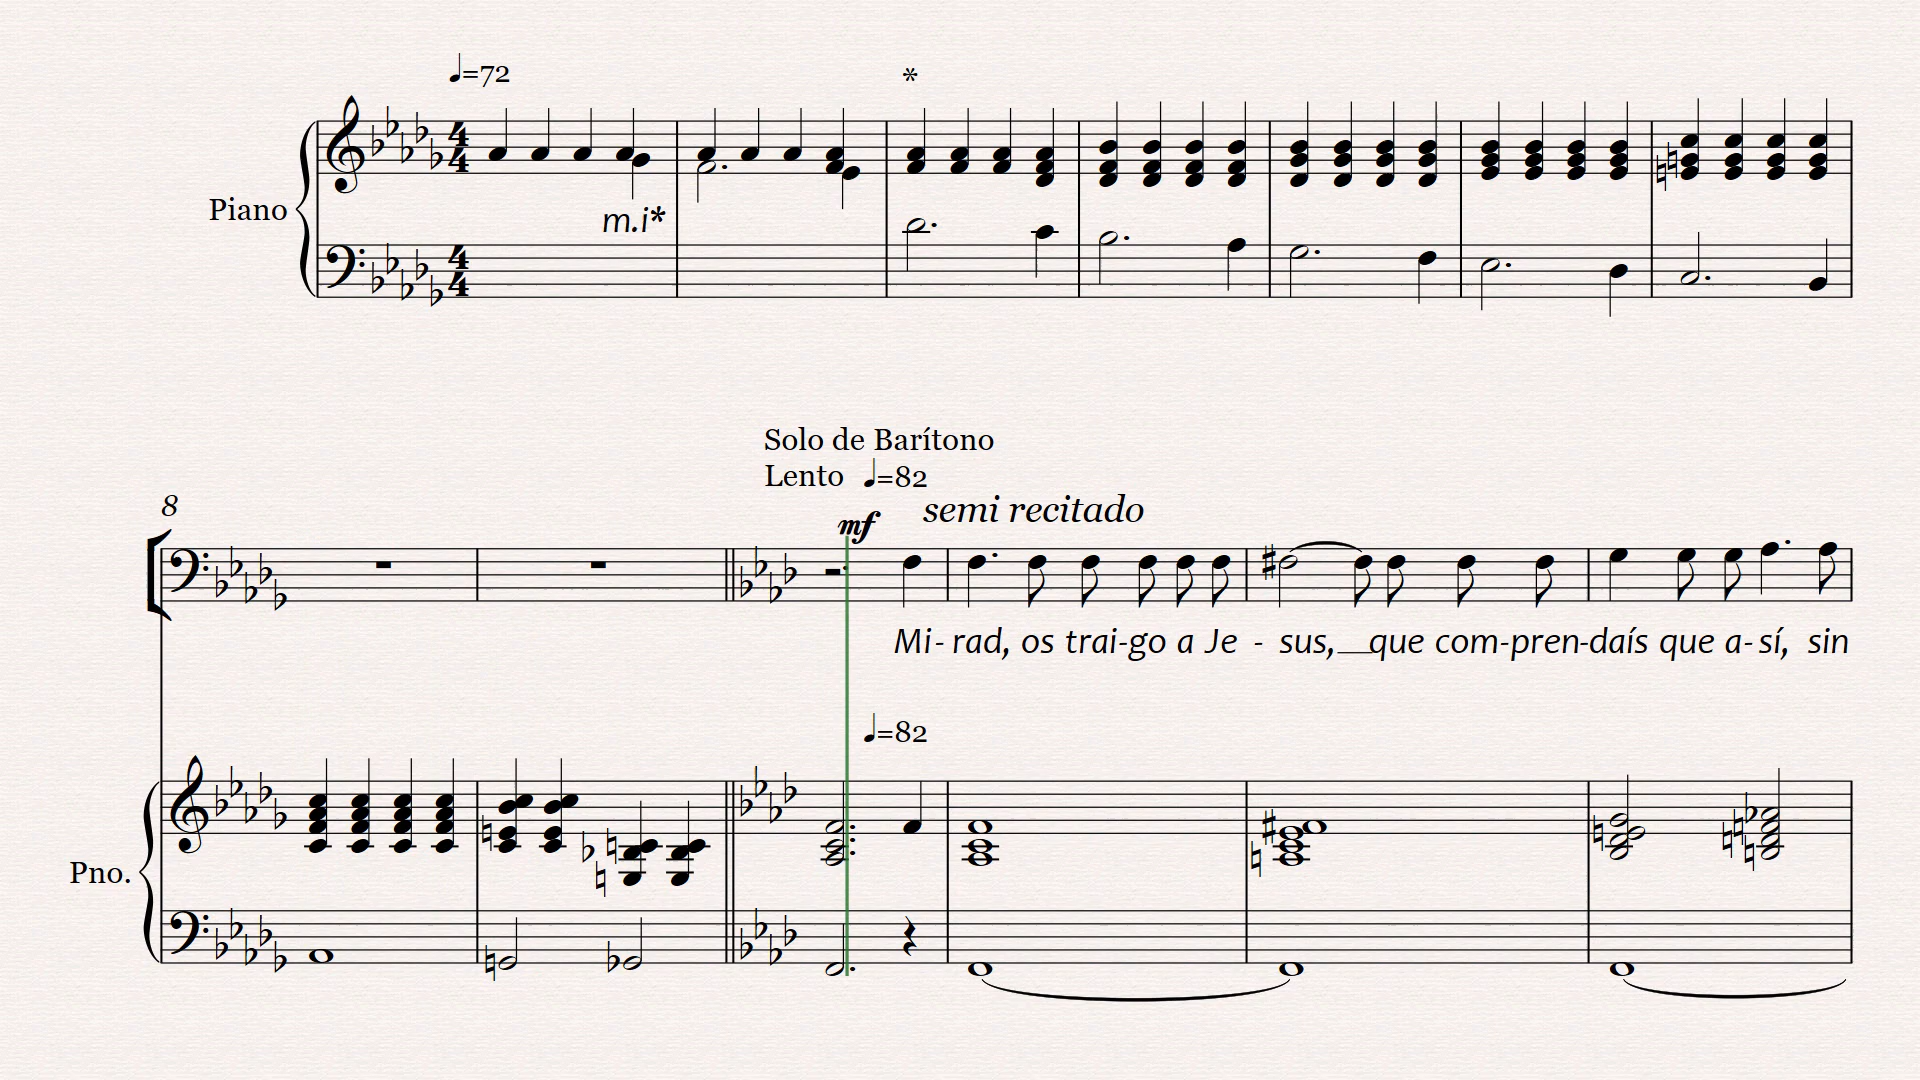 ♩=72
*
Piano
m.i*
Solo de Barítono
Lento ♩=82
8
mf semi recitado
Mi- rad, os trai-go a Je - sus,__que com-pren-daís que a-sí, sin
♩=82
Pno.